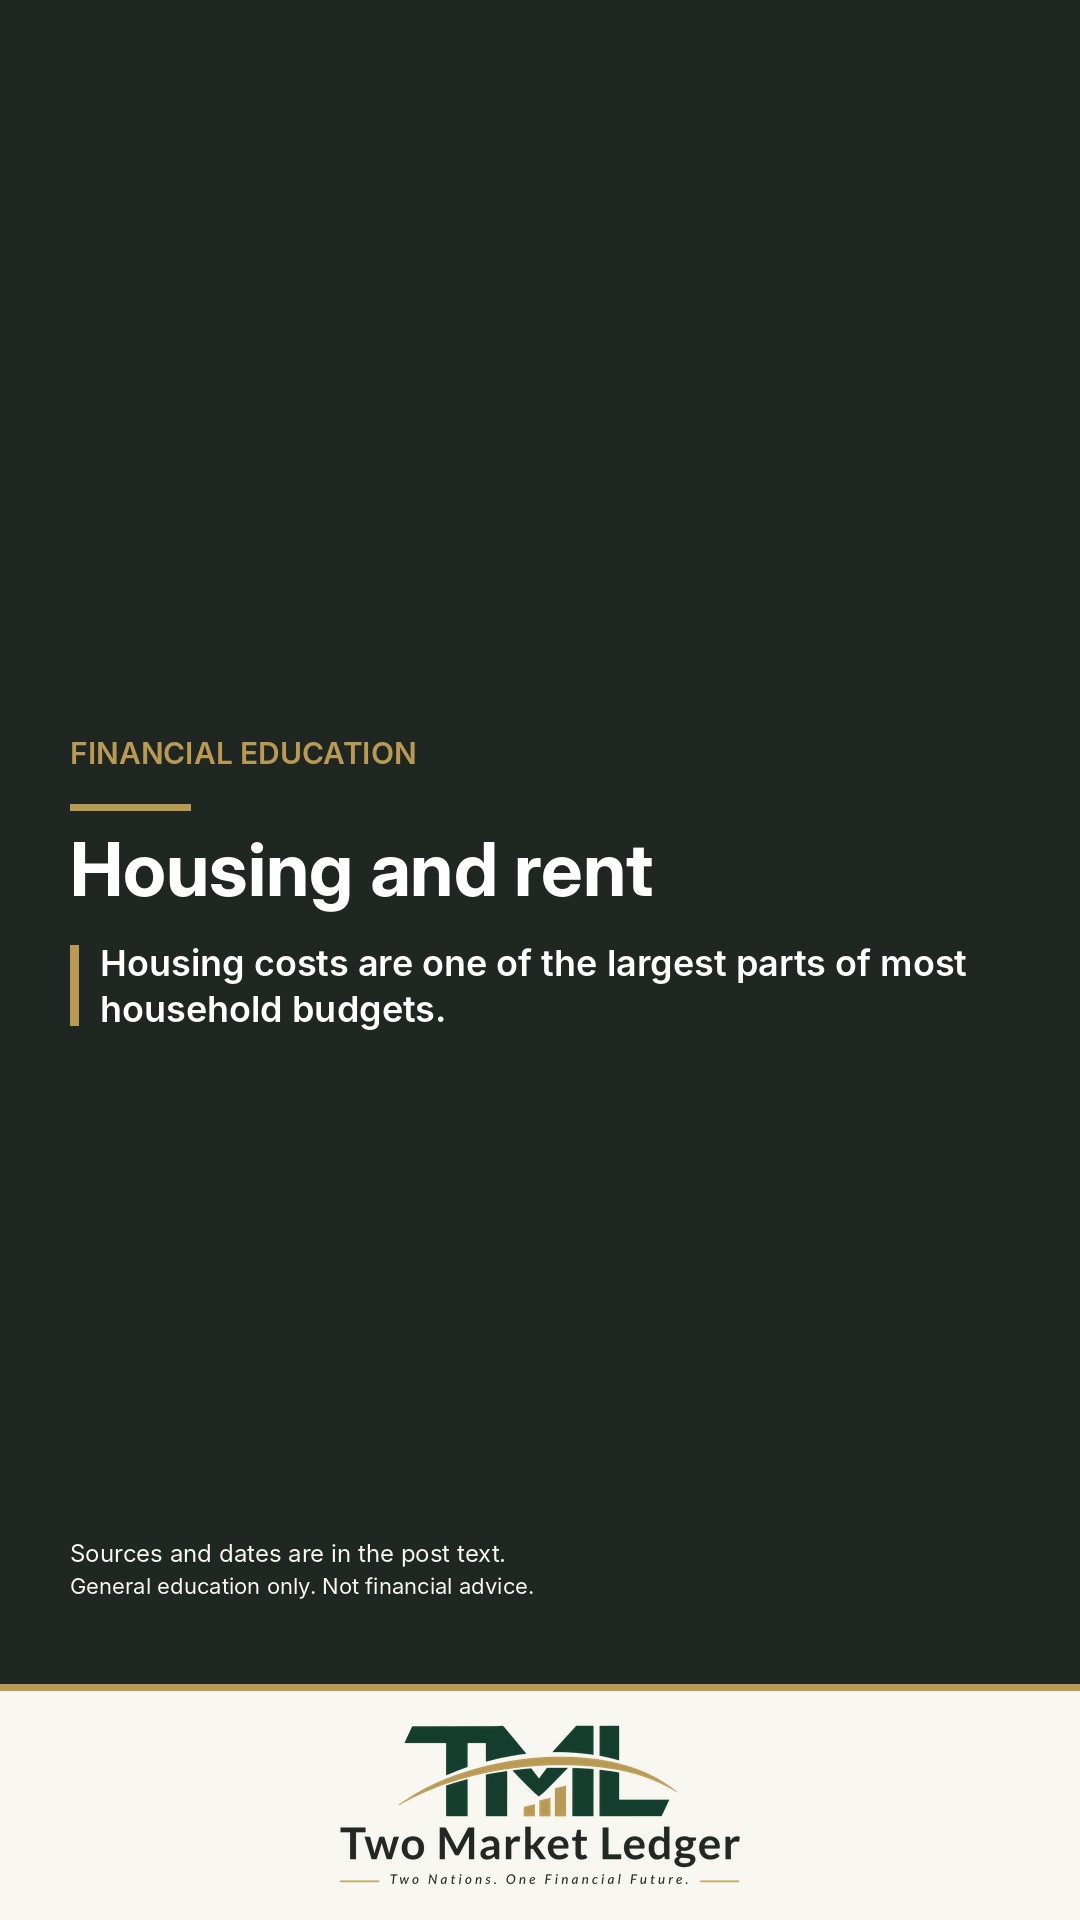 FINANCIAL EDUCATION
Housing and rent
Housing costs are one of the largest parts of most
household budgets.
Sources and dates are in the post text.
General education only. Not financial advice.
TML
Two Market Ledger
Two Nations. One Financial Future.